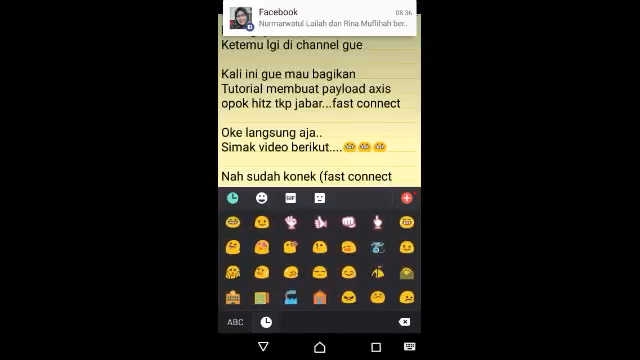 Facebook
08:36
Nurmarwatul Lailah dan Rina Muflihah ber..
Ketemu lgi di channel gue
Kali ini gue mau bagikan
Tutorial membuat payload axis
opok hitz tkp jabar...fast connect
Oke langsung aja..
Simak video berikut....😁😁😁
Nah sudah konek (fast connect
GIF
ABC